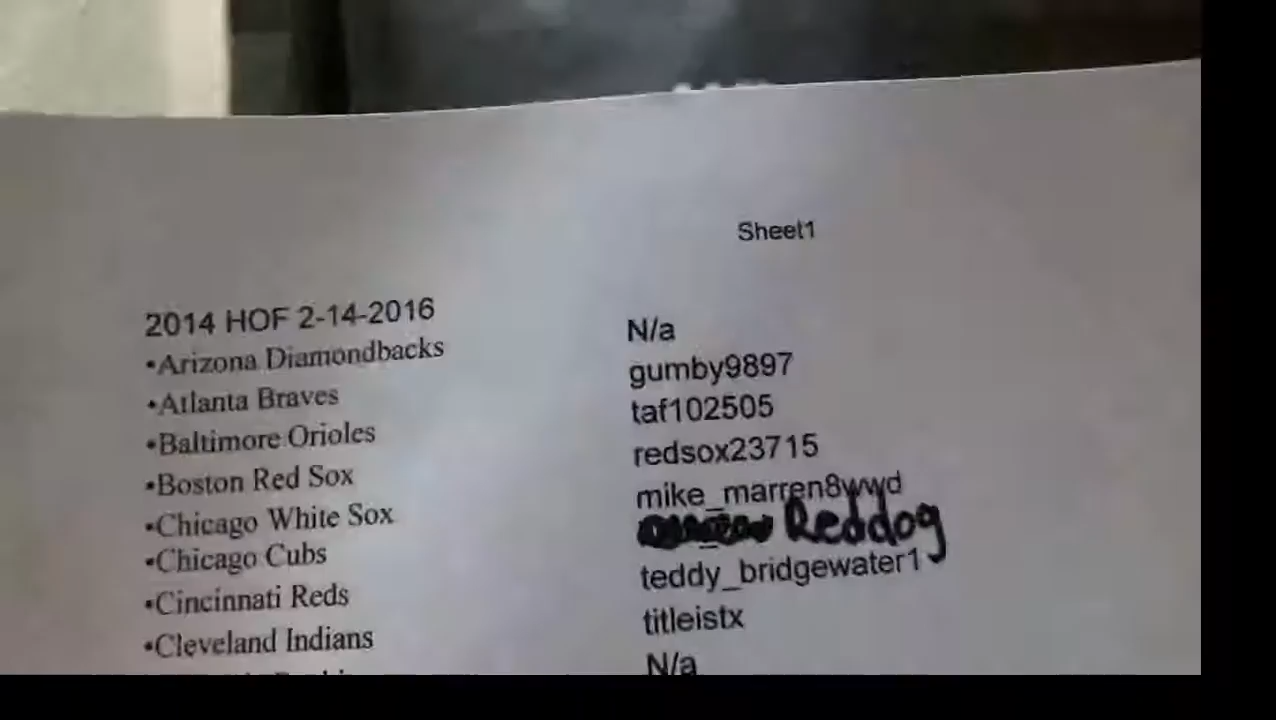 Sheet1
2014 HOF 2-14-2016 N/a
•Arizona Diamondbacks gumby9897
•Atlanta Braves taf102505
•Baltimore Orioles redsox23715
•Boston Red Sox mike_marren8wyd
•Chicago White Sox Reddog
•Chicago Cubs teddy_bridgewater1
•Cincinnati Reds titleistx
•Cleveland Indians N/a